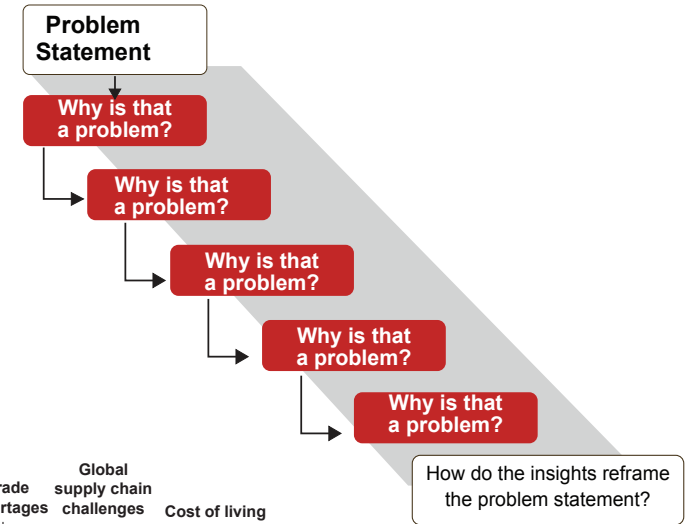 Problem
Statement
Why is that
a problem?
Why is that
a problem?
Why is that
a problem?
Why is that
a problem?
Why is that
a problem?
How do the insights reframe
the problem statement?
Global
supply chain
challenges
Cost of living